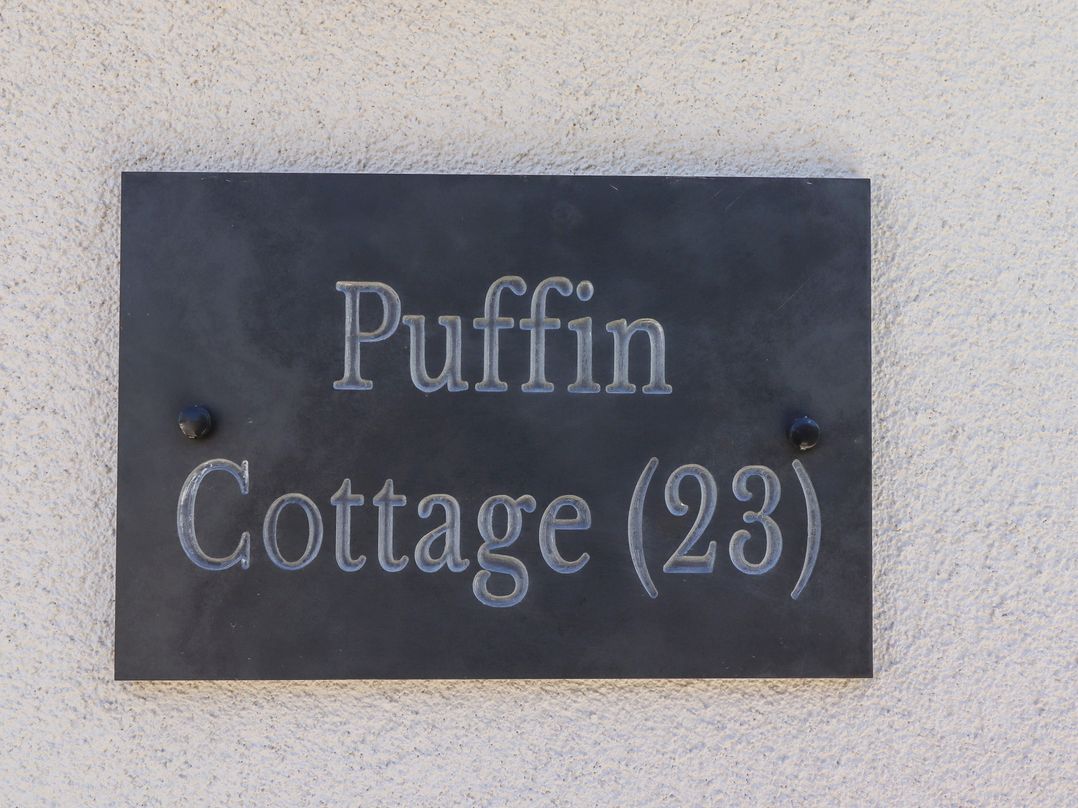 Puffin
Cottage (23)